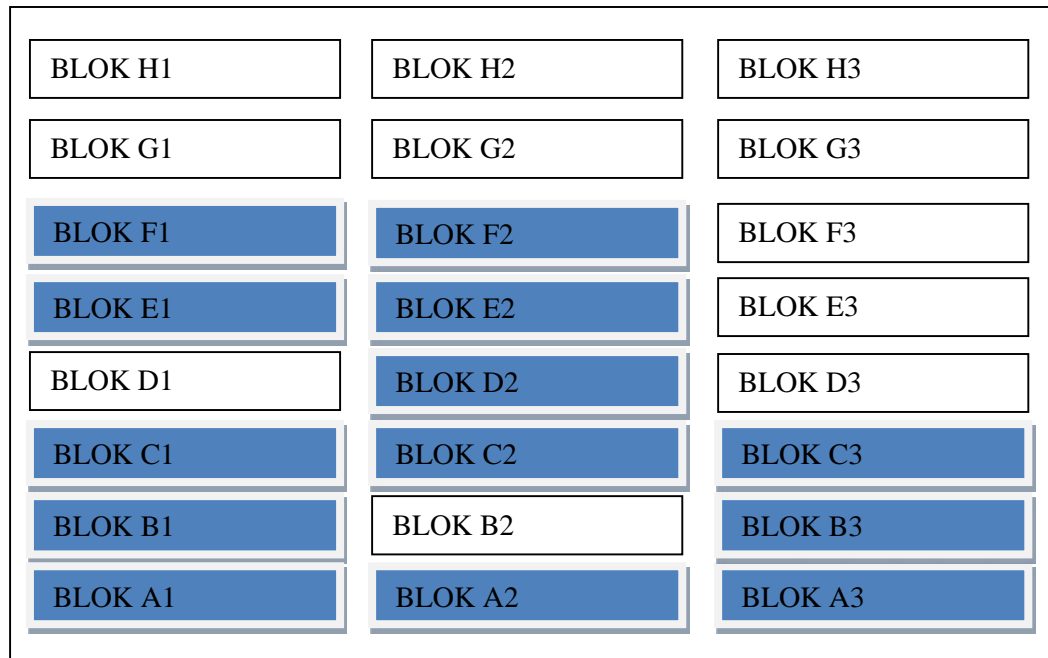 BLOK H1
BLOK H2
BLOK H3
BLOK G1
BLOK G2
BLOK G3
BLOK F1
BLOK F2
BLOK F3
BLOK E1
BLOK E2
BLOK E3
BLOK D1
BLOK D2
BLOK D3
BLOK C1
BLOK C2
BLOK C3
BLOK B1
BLOK B2
BLOK B3
BLOK A1
BLOK A2
BLOK A3